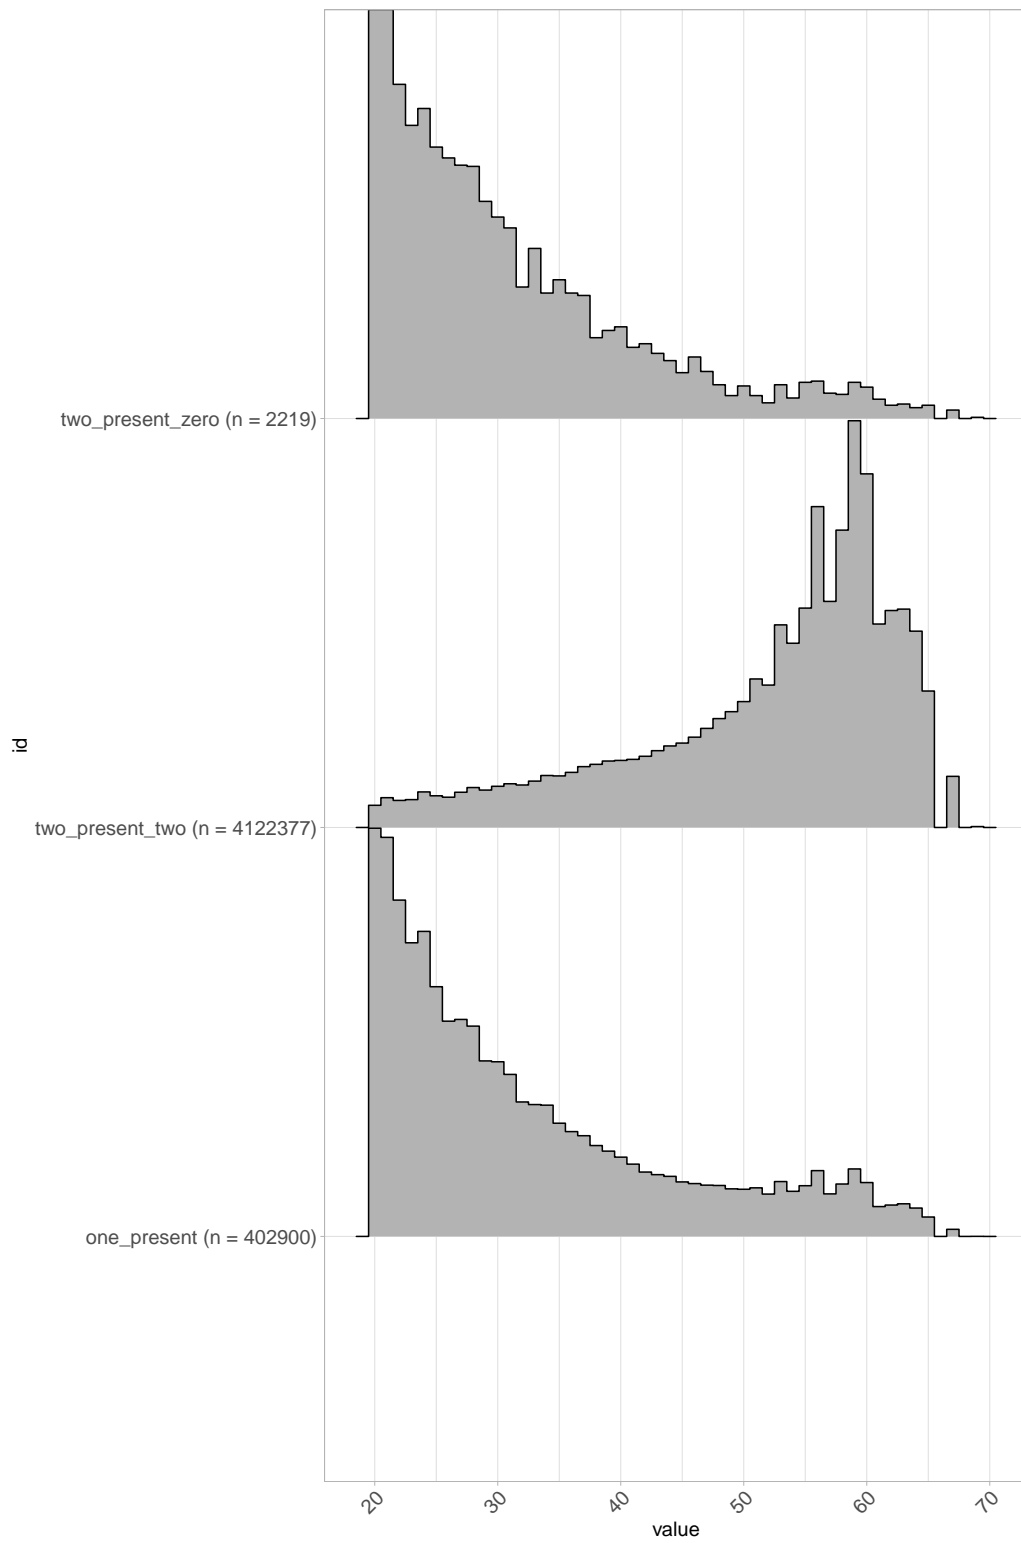 two_present_zero (n = 2219)
id
two_present_two (n = 4122377)
one_present (n = 402900)
20 30 40 50 60 70
value